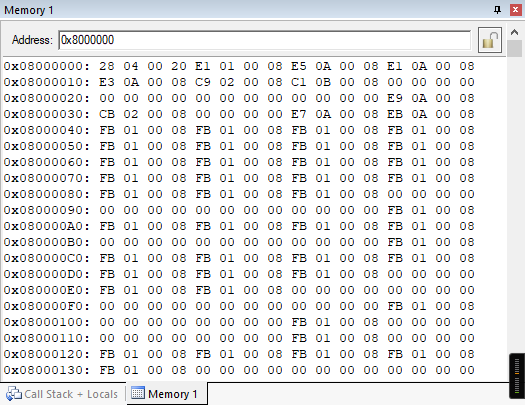 Memory 1
Address: 0x8000000
0x08000000: 28 04 00 20 E1 01 00 08 E5 0A 00 08 E1 0A 00 08
0x08000010: E3 0A 00 08 C9 02 00 08 C1 0B 00 08 00 00 00 00
0x08000020: 00 00 00 00 00 00 00 00 00 00 00 00 E9 0A 00 08
0x08000030: CB 02 00 08 00 00 00 00 E7 0A 00 08 EB 0A 00 08
0x08000040: FB 01 00 08 FB 01 00 08 FB 01 00 08 FB 01 00 08
0x08000050: FB 01 00 08 FB 01 00 08 FB 01 00 08 FB 01 00 08
0x08000060: FB 01 00 08 FB 01 00 08 FB 01 00 08 FB 01 00 08
0x08000070: FB 01 00 08 FB 01 00 08 FB 01 00 08 FB 01 00 08
0x08000080: FB 01 00 08 FB 01 00 08 FB 01 00 08 00 00 00 00
0x08000090: 00 00 00 00 00 00 00 00 00 00 00 00 FB 01 00 08
0x080000A0: FB 01 00 08 FB 01 00 08 FB 01 00 08 FB 01 00 08
0x080000B0: 00 00 00 00 00 00 00 00 FB 01 00 08 00 00 00 00
0x080000C0: FB 01 00 08 FB 01 00 08 FB 01 00 08 FB 01 00 08
0x080000D0: FB 01 00 08 FB 01 00 08 FB 01 00 08 00 00 00 00
0x080000E0: FB 01 00 08 FB 01 00 08 00 00 00 00 00 00 00 00
0x080000F0: 00 00 00 00 00 00 00 00 00 00 00 00 FB 01 00 08
0x08000100: 00 00 00 00 00 00 00 00 FB 01 00 08 00 00 00 00
0x08000110: 00 00 00 00 00 00 00 00 FB 01 00 08 00 00 00 00
0x08000120: FB 01 00 08 FB 01 00 08 FB 01 00 08 FB 01 00 08
0x08000130: FB 01 00 08 00 00 00 00 00 00 00 00 00 00 00 00
Call Stack + Locals Memory 1